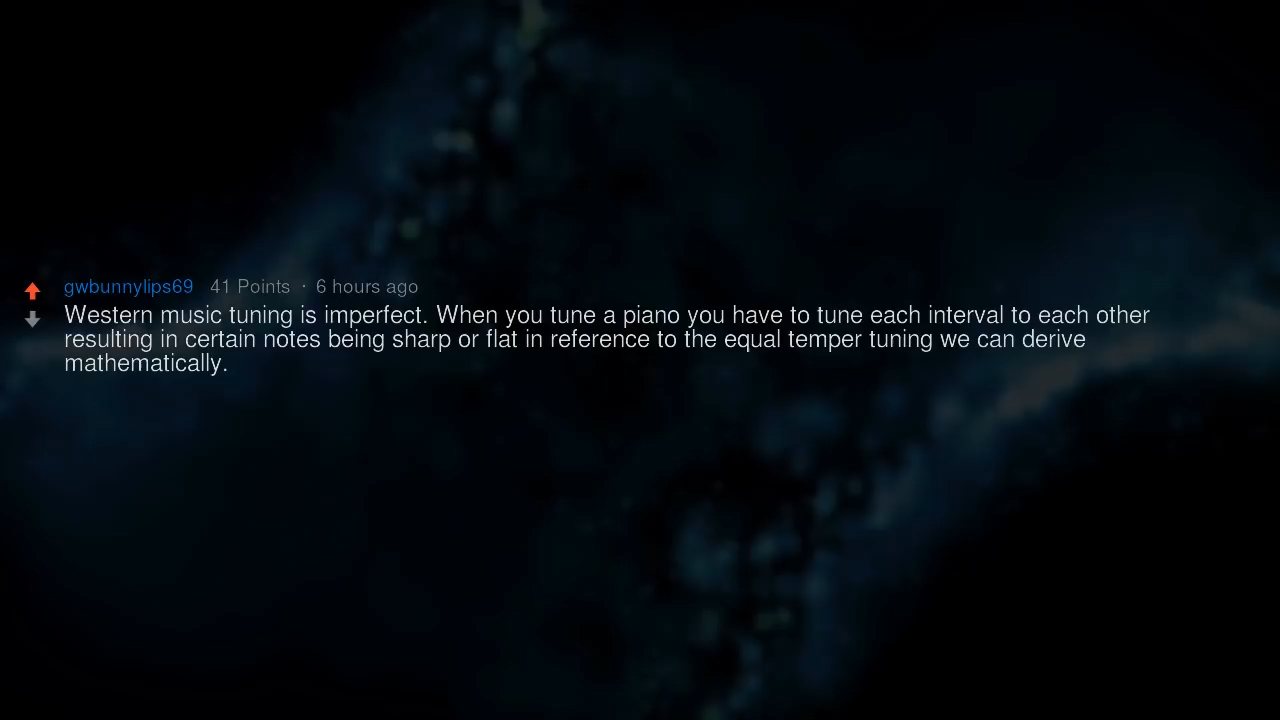 gwbunnylips69 41 Points · 6 hours ago
Western music tuning is imperfect. When you tune a piano you have to tune each interval to each other
resulting in certain notes being sharp or flat in reference to the equal temper tuning we can derive
mathematically.